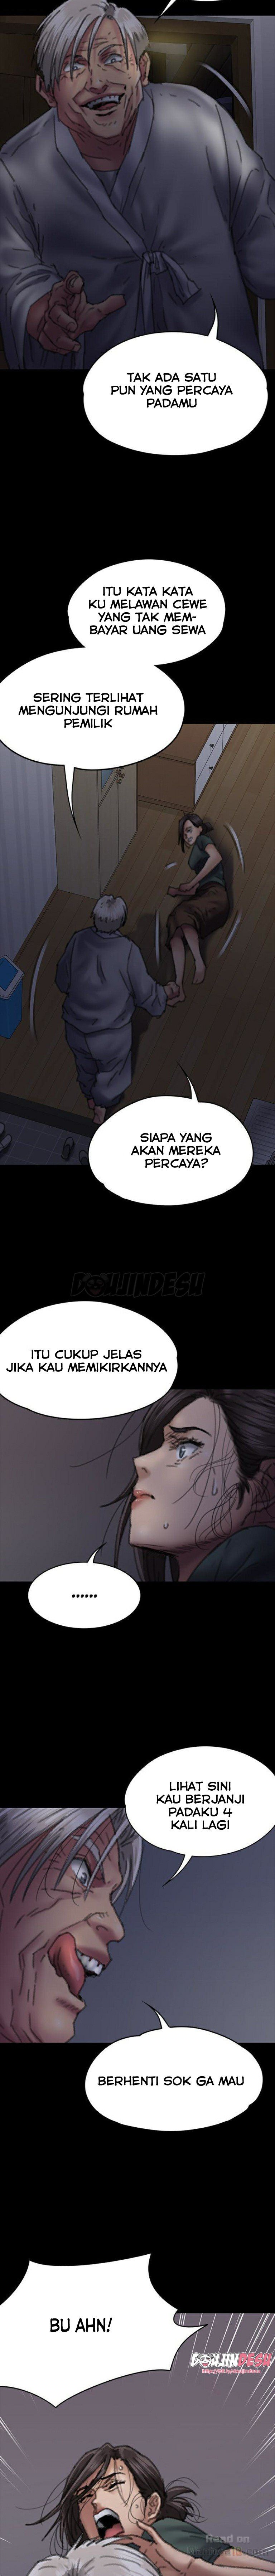 TAK ADA SATU
PUN YANG PERCAYA
PADAMU
ITU KATA KATA
KU MELAWAN CEWE
YANG TAK MEM-
BAYAR UANG SEWA
SERING TERLIHAT
MENGUNJUNGI RUMAH
PEMILIK
SIAPA YANG
AKAN MEREKA
PERCAYA?
DOUJINDESU
ITU CUKUP JELAS
JIKA KAU MEMIKIRKANNYA
......
LIHAT SINI
KAU BERJANJI
PADAKU 4
KALI LAGI
BERHENTI SOK GA MAU
BU AHN!
DOUJINDESU
Read on